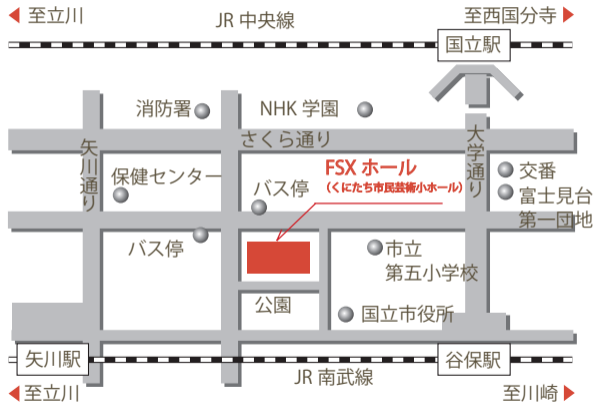 至立川
JR 中央線
至西国分寺
国立駅
消防署
NHK 学園
さくら通り
矢川通り
大学通り
保健センター
バス停
FSX ホール
（くにたち市民芸術小ホール）
交番
富士見台
第一団地
バス停
市立
第五小学校
公園
国立市役所
矢川駅
谷保駅
至立川
JR 南武線
至川崎